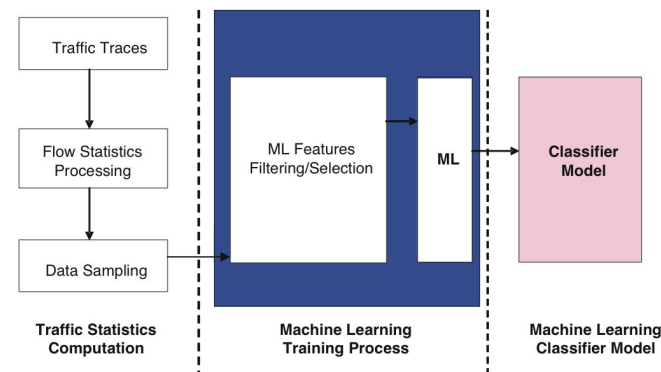 Traffic Traces
Flow Statistics
Processing
Data Sampling
ML Features
Filtering/Selection
ML
Classifier
Model
Traffic Statistics
Computation
Machine Learning
Training Process
Machine Learning
Classifier Model